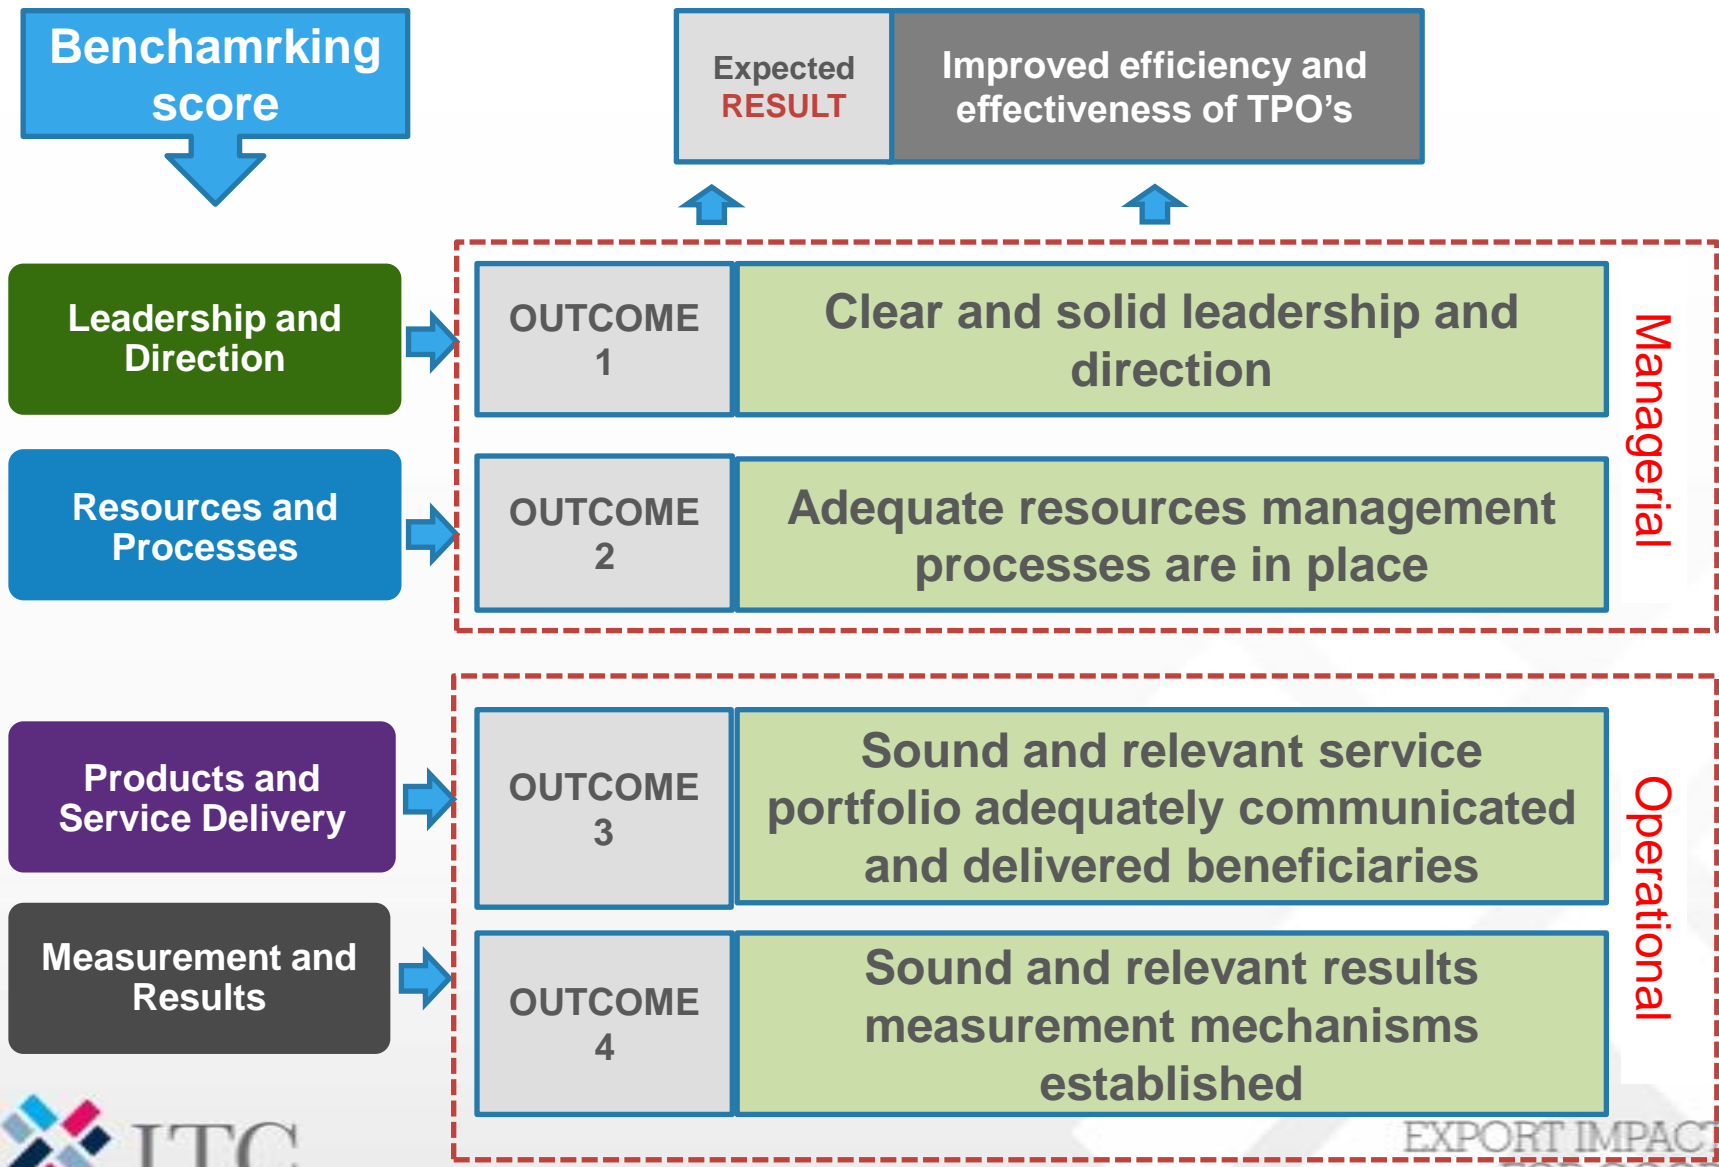 Benchamrking
score
Expected
RESULT
Improved efficiency and
effectiveness of TPO's
Leadership and
Direction
OUTCOME
1
Clear and solid leadership and
direction
Managerial
Resources and
Processes
OUTCOME
2
Adequate resources management
processes are in place
Products and
Service Delivery
OUTCOME
3
Sound and relevant service
portfolio adequately communicated
and delivered beneficiaries
Operational
Measurement and
Results
OUTCOME
4
Sound and relevant results
measurement mechanisms
established
ITC
EXPORT IMPACT